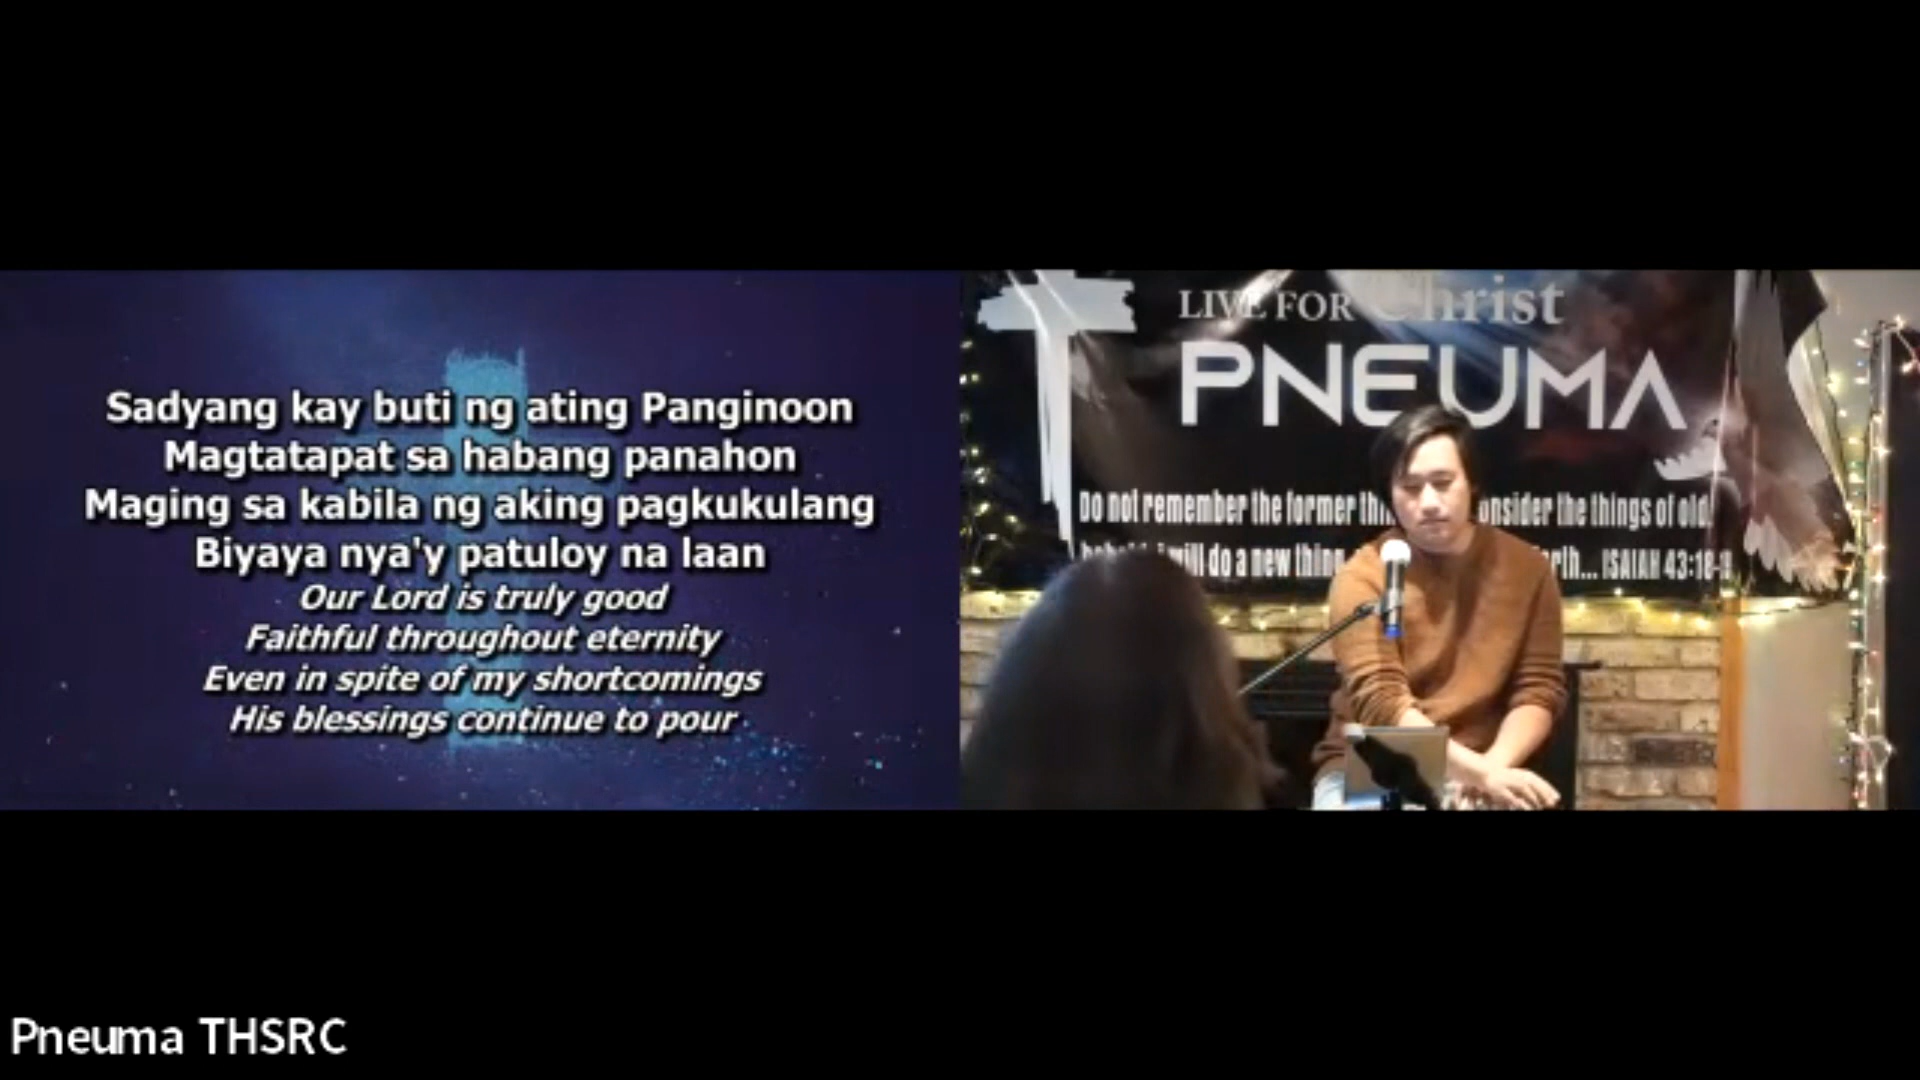 Sadyang kay buti ng ating Panginoon
Magtatapat sa habang panahon
Maging sa kabila ng aking pagkukulang
Biyaya nya'y patuloy na laan
Our Lord is truly good
Faithful throughout eternity
Even in spite of my shortcomings
His blessings continue to pour
LIVE FOR Christ
PNEUMA
Do not remember the former onsider the things of old
will do a new thing ISAIAH 43:18-19
Pneuma THSRC